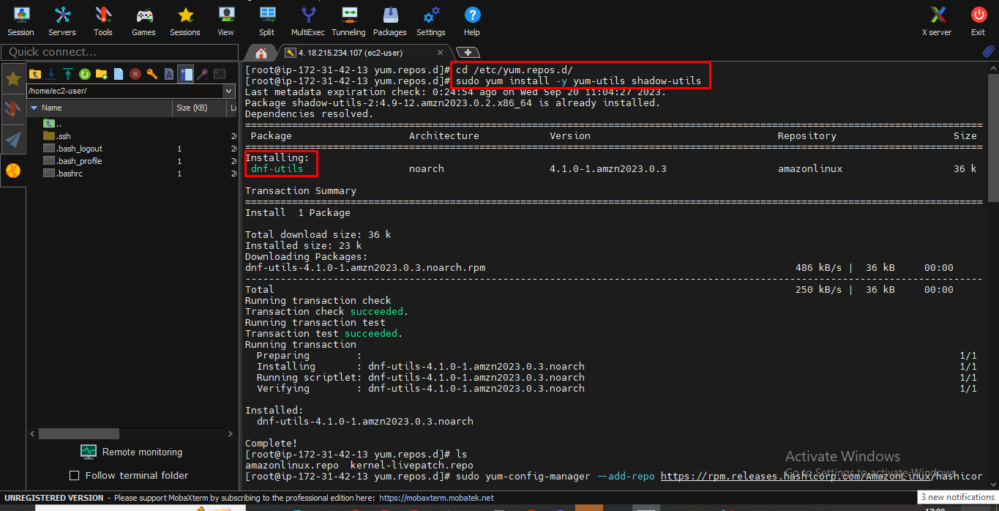 Session Servers Tools Games Sessions View Split MultiExec Tunneling Packages Settings Help X server Exit
Quick connect...
4. 18.215.234.107 (ec2-user)
/home/ec2-user/
Name Size (KB) La
..
.ssh 20
.bash_logout 1 20
.bash_profile 1 20
.bashrc 1 20
Remote monitoring
Follow terminal folder
[root@ip-172-31-42-13 yum.repos.d]# cd /etc/yum.repos.d/
[root@ip-172-31-42-13 yum.repos.d]# sudo yum install -y yum-utils shadow-utils
Last metadata expiration check: 0:24:54 ago on Wed Sep 20 11:04:27 2023.
Package shadow-utils-2:4.9-12.amzn2023.0.2.x86_64 is already installed.
Dependencies resolved.
================================================================================
Package Architecture Version Repository Size
================================================================================
Installing:
dnf-utils noarch 4.1.0-1.amzn2023.0.3 amazonlinux 36 k
Transaction Summary
================================================================================
Install  1 Package
Total download size: 36 k
Installed size: 23 k
Downloading Packages:
dnf-utils-4.1.0-1.amzn2023.0.3.noarch.rpm 486 kB/s |  36 kB 00:00
--------------------------------------------------------------------------------
Total 250 kB/s |  36 kB 00:00
Running transaction check
Transaction check succeeded.
Running transaction test
Transaction test succeeded.
Running transaction
Preparing : 1/1
Installing : dnf-utils-4.1.0-1.amzn2023.0.3.noarch 1/1
Running scriptlet: dnf-utils-4.1.0-1.amzn2023.0.3.noarch 1/1
Verifying : dnf-utils-4.1.0-1.amzn2023.0.3.noarch 1/1
Installed:
dnf-utils-4.1.0-1.amzn2023.0.3.noarch
Complete!
[root@ip-172-31-42-13 yum.repos.d]# ls
amazonlinux.repo  kernel-livepatch.repo
[root@ip-172-31-42-13 yum.repos.d]# sudo yum-config-manager --add-repo https://rpm.releases.hashicorp.com/AmazonLinux/hashicor
Activate Windows
Go to Settings to activate Windows.
UNREGISTERED VERSION - Please support MobaXterm by subscribing to the professional edition here: https://mobaxterm.mobatek.net
3 new notifications